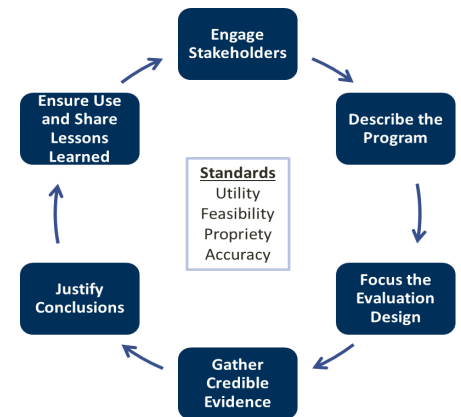 Engage
Stakeholders
Describe the
Program
Focus the
Evaluation
Design
Gather
Credible
Evidence
Justify
Conclusions
Ensure Use
and Share
Lessons
Learned
Standards
Utility
Feasibility
Propriety
Accuracy